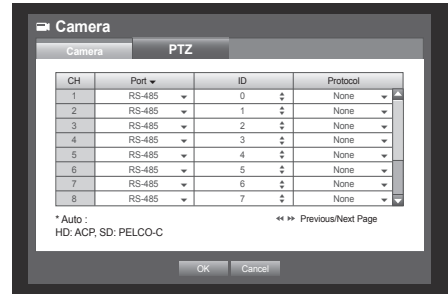 Camera
Camera PTZ
CH Port ID Protocol
1 RS-485 0 None
2 RS-485 1 None
3 RS-485 2 None
4 RS-485 3 None
5 RS-485 4 None
6 RS-485 5 None
7 RS-485 6 None
8 RS-485 7 None
* Auto : Previous/Next Page
HD: ACP, SD: PELCO-C
OK Cancel